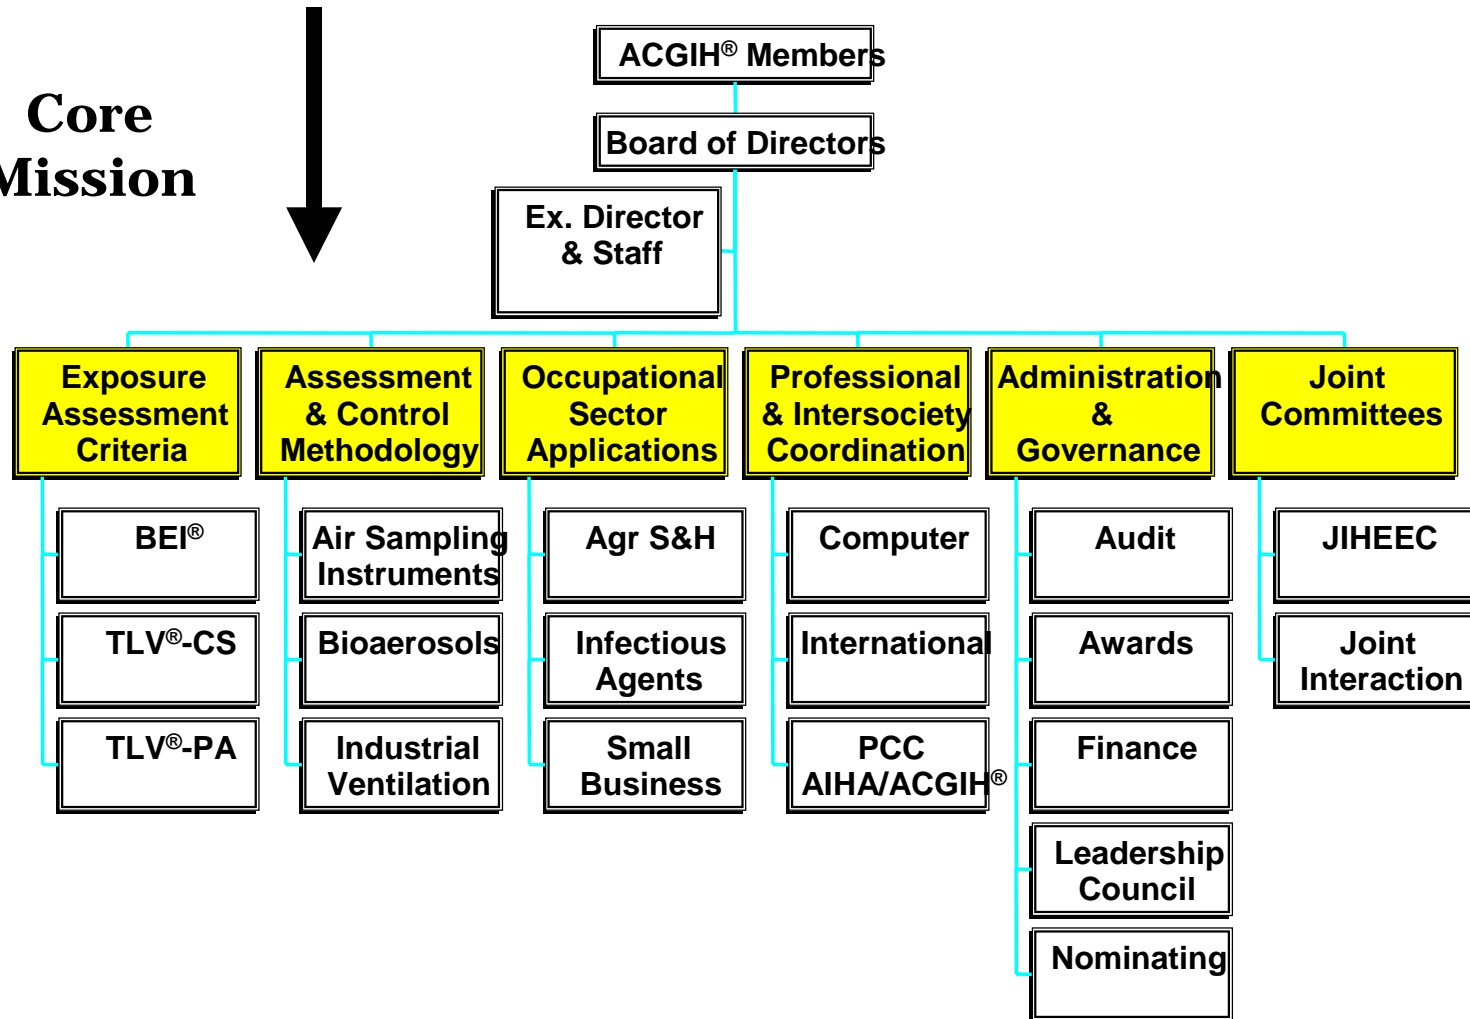 Core
Mission
ACGIH® Members
Board of Directors
Ex. Director
& Staff
Exposure
Assessment
Criteria
Assessment
& Control
Methodology
Occupational
Sector
Applications
Professional
& Intersociety
Coordination
Administration
&
Governance
Joint
Committees
BEI®
TLV®-CS
TLV®-PA
Air Sampling
Instruments
Bioaerosols
Industrial
Ventilation
Agr S&H
Infectious
Agents
Small
Business
Computer
International
PCC
AIHA/ACGIH®
Audit
Awards
Finance
Leadership
Council
Nominating
JIHEEC
Joint
Interaction